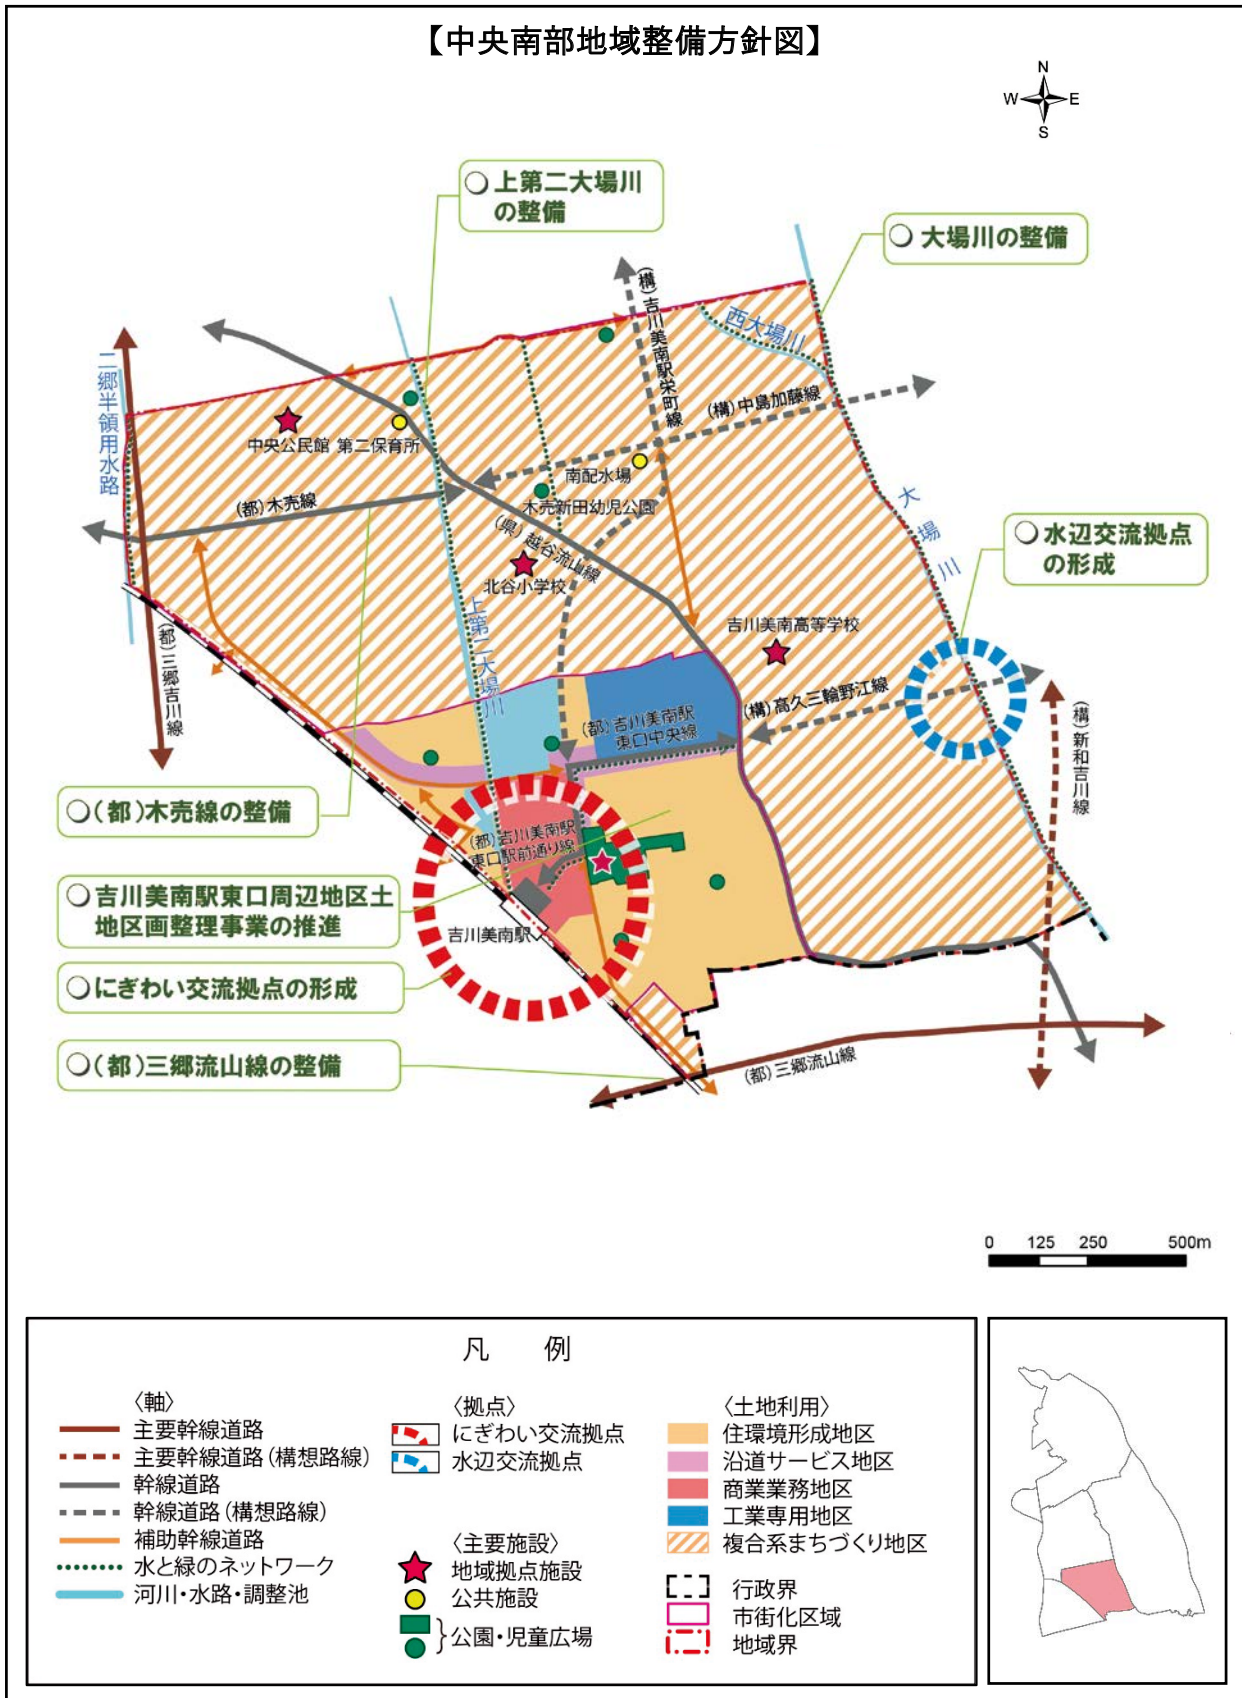 【中央南部地域整備方針図】
N
W
E
S
○上第二大場川
の整備
○大場川の整備
(構)吉川美南駅栄町線
西大場川
二郷半領用水路
(構)中島加藤線
中央公民館
第二保育所
南配水場
木売新田幼児公園
(都)木売線
(県)越谷流山線
大場川
○水辺交流拠点
の形成
北谷小学校
上第二大場川
吉川美南高等学校
(都)三郷吉川線
(構)高久三輪野江線
(都)吉川美南駅
東口中央線
(構)新和吉川線
○(都)木売線の整備
(都)吉川美南駅
東口駅前通り線
○吉川美南駅東口周辺地区土
地区画整理事業の推進
吉川美南駅
○にぎわい交流拠点の形成
○(都)三郷流山線の整備
(都)三郷流山線
0 125 250 500m
凡 例
〈軸〉
主要幹線道路
主要幹線道路(構想路線)
幹線道路
幹線道路(構想路線)
補助幹線道路
水と緑のネットワーク
河川・水路・調整池
〈拠点〉
にぎわい交流拠点
水辺交流拠点
〈主要施設〉
地域拠点施設
公共施設
公園・児童広場
〈土地利用〉
住環境形成地区
沿道サービス地区
商業業務地区
工業専用地区
複合系まちづくり地区
行政界
市街化区域
地域界